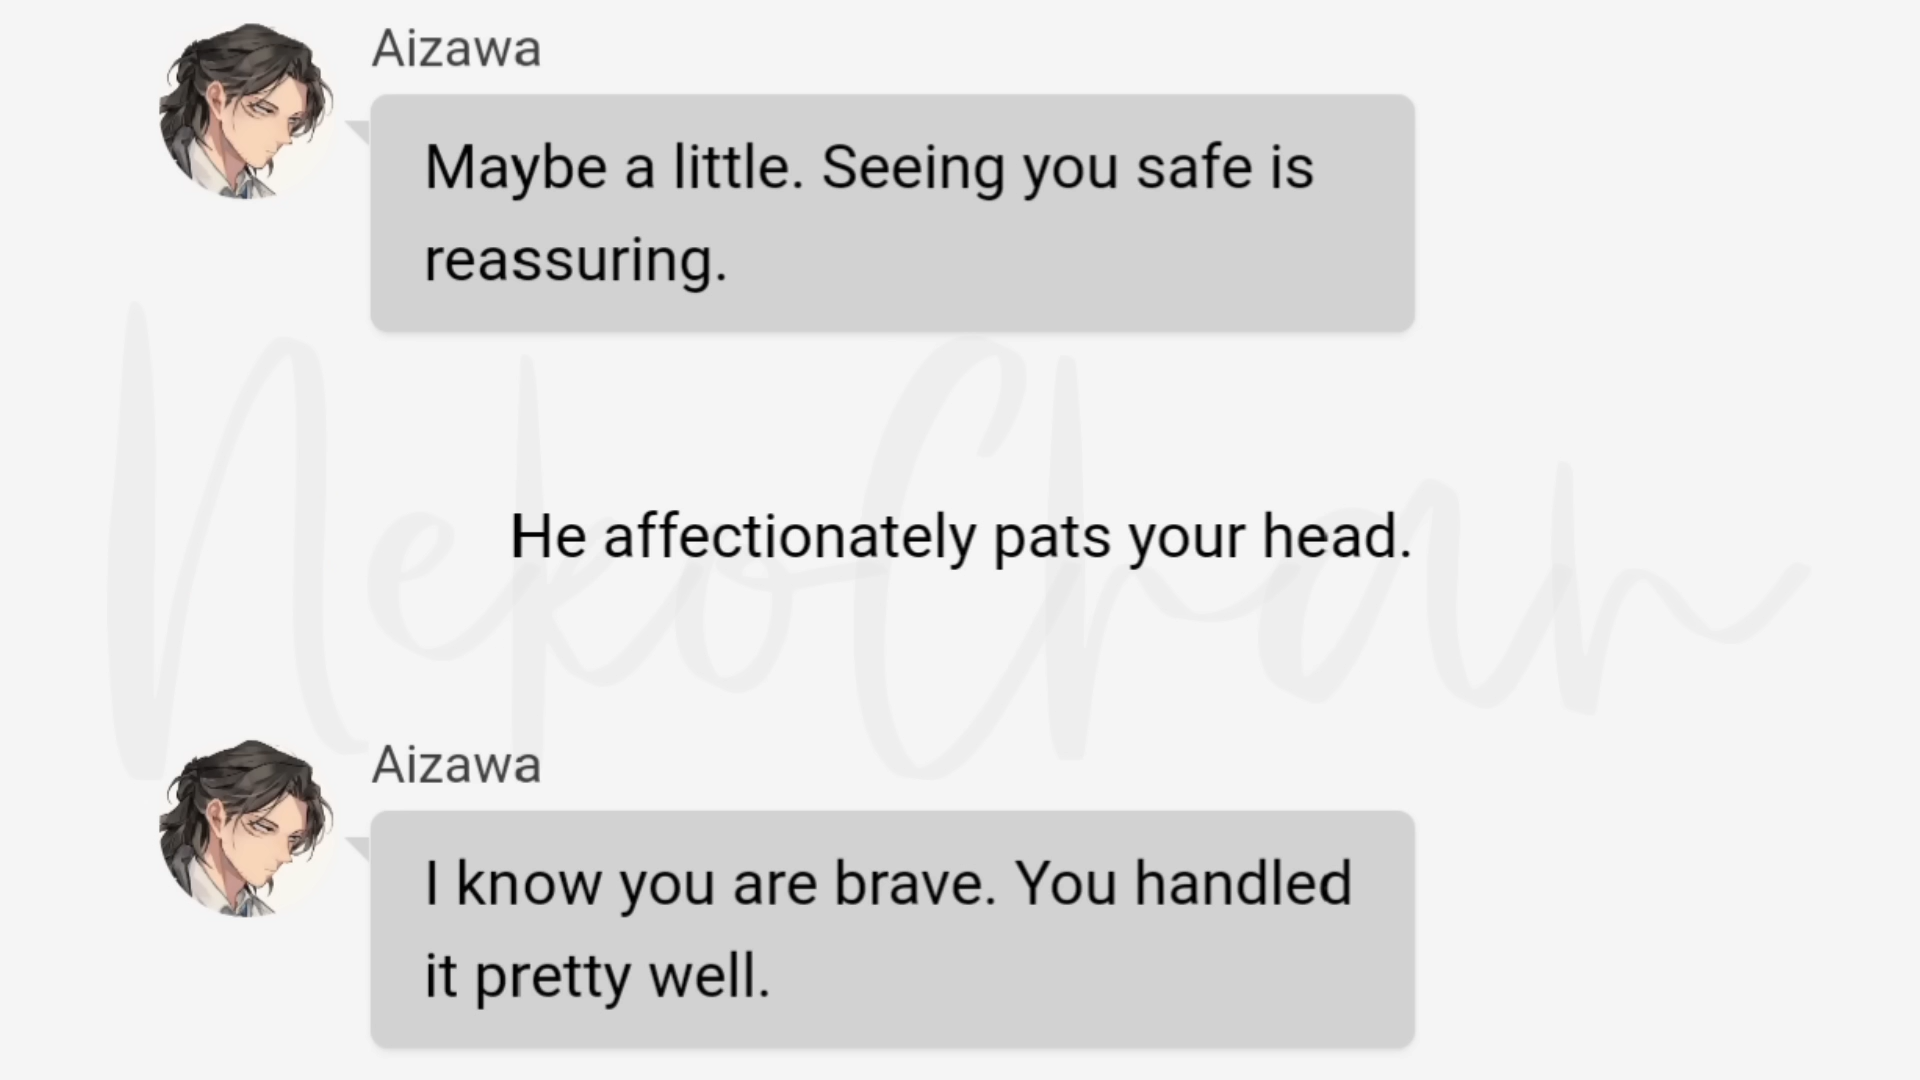 Aizawa
Maybe a little. Seeing you safe is
reassuring.
He affectionately pats your head.
NekoChan
Aizawa
I know you are brave. You handled
it pretty well.